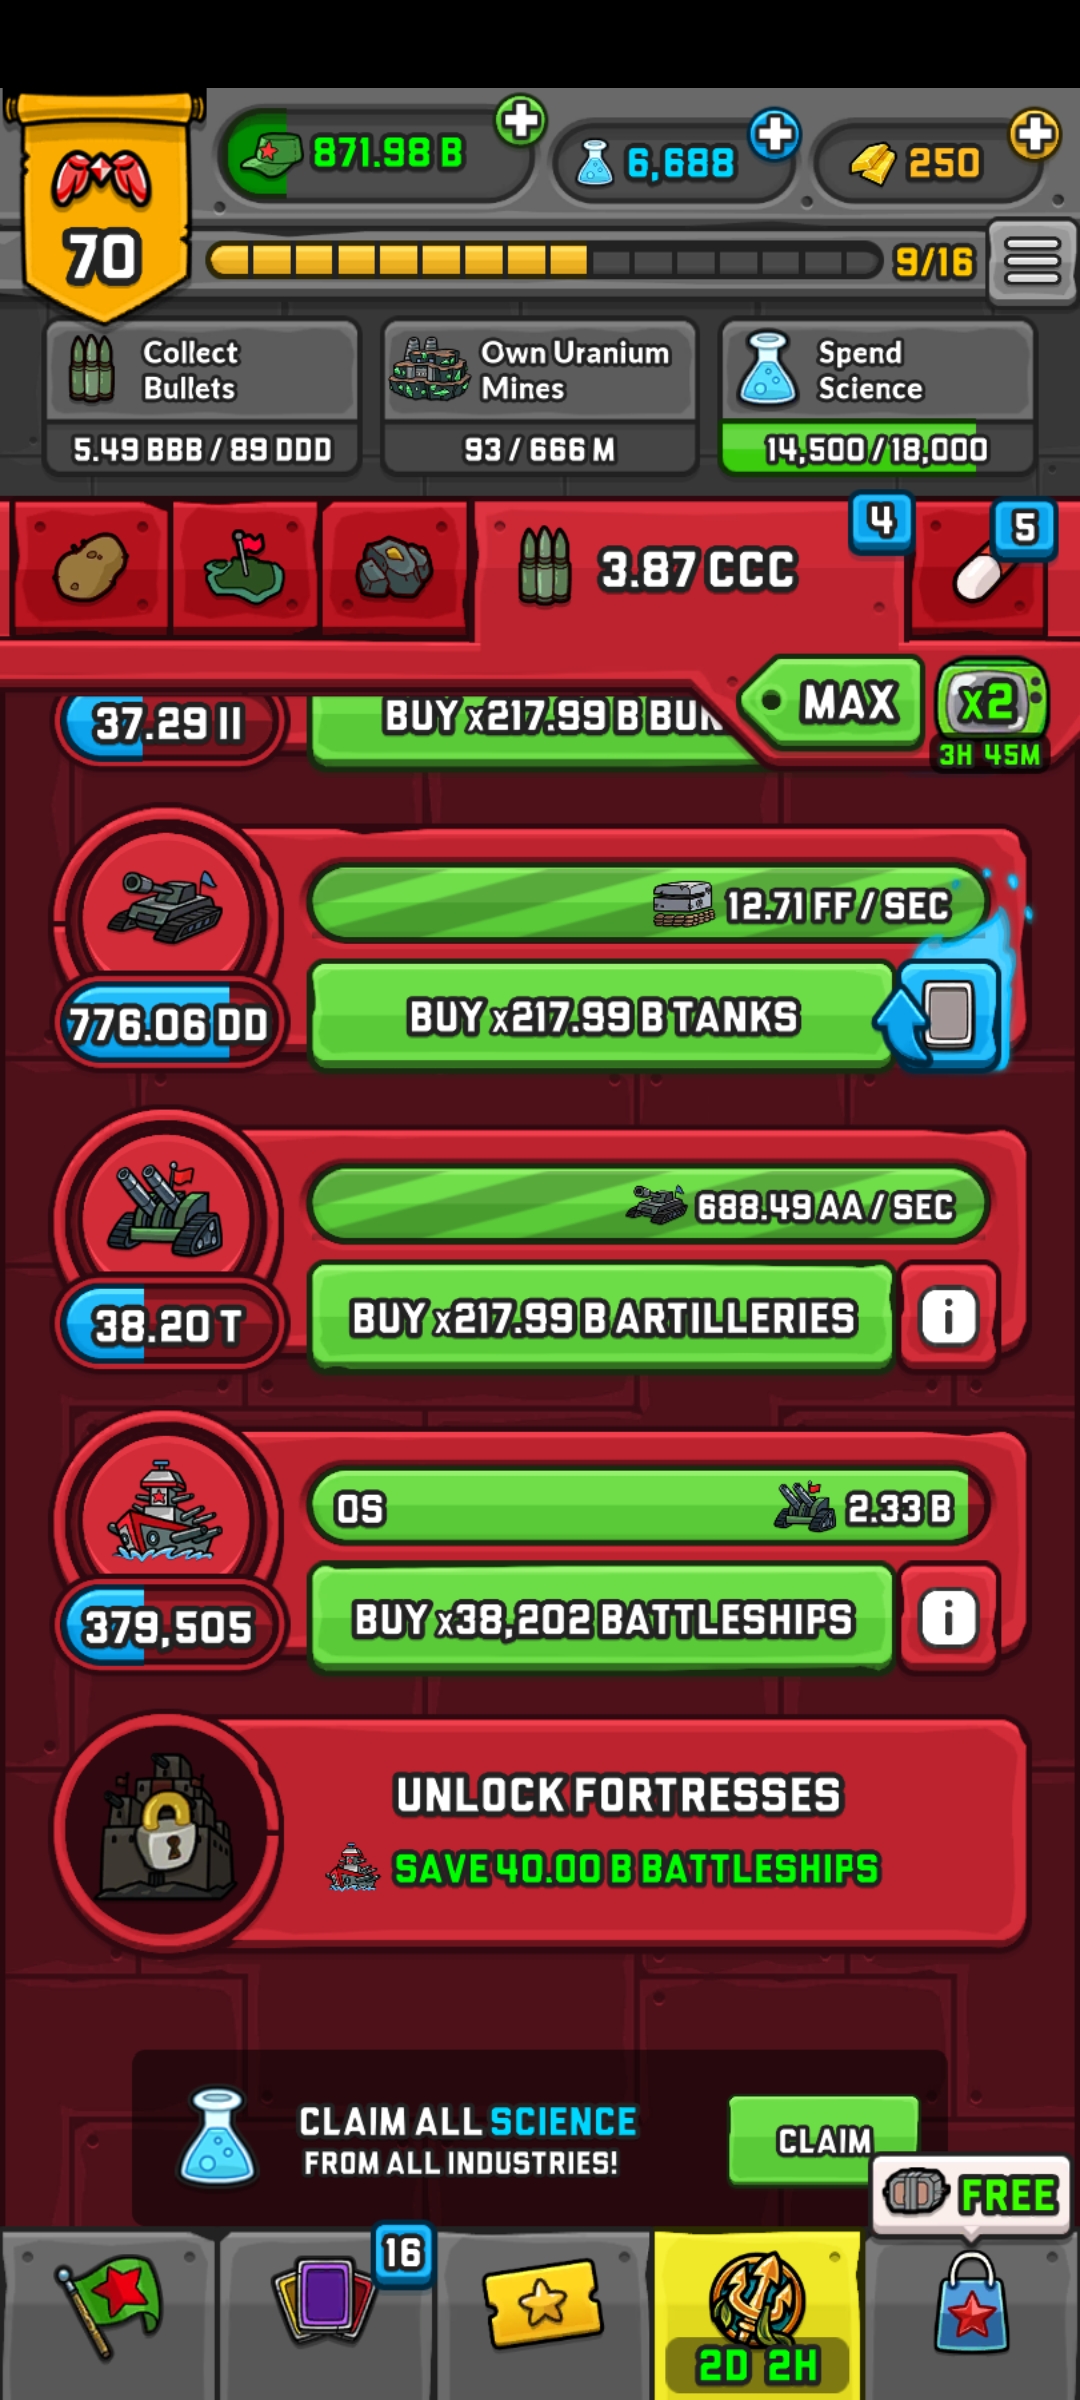 871.98 B
6,688
250
70
9/16
Collect
Bullets
Own Uranium
Mines
Spend
Science
5.49 BBB / 89 DDD
93 / 666 M
14,500/18,000
3.87 CCC
4
5
MAX
x2
3H 45M
37.29 II
BUY x217.99 B
12.71 FF / SEC
776.06 DD
BUY x217.99 B TANKS
688.49 AA / SEC
38.20 T
BUY x217.99 B ARTILLERIES
i
0S
2.33 B
379,505
BUY x38,202 BATTLESHIPS
i
UNLOCK FORTRESSES
SAVE 40.00 B BATTLESHIPS
CLAIM ALL SCIENCE
FROM ALL INDUSTRIES!
CLAIM
FREE
16
2D 2H